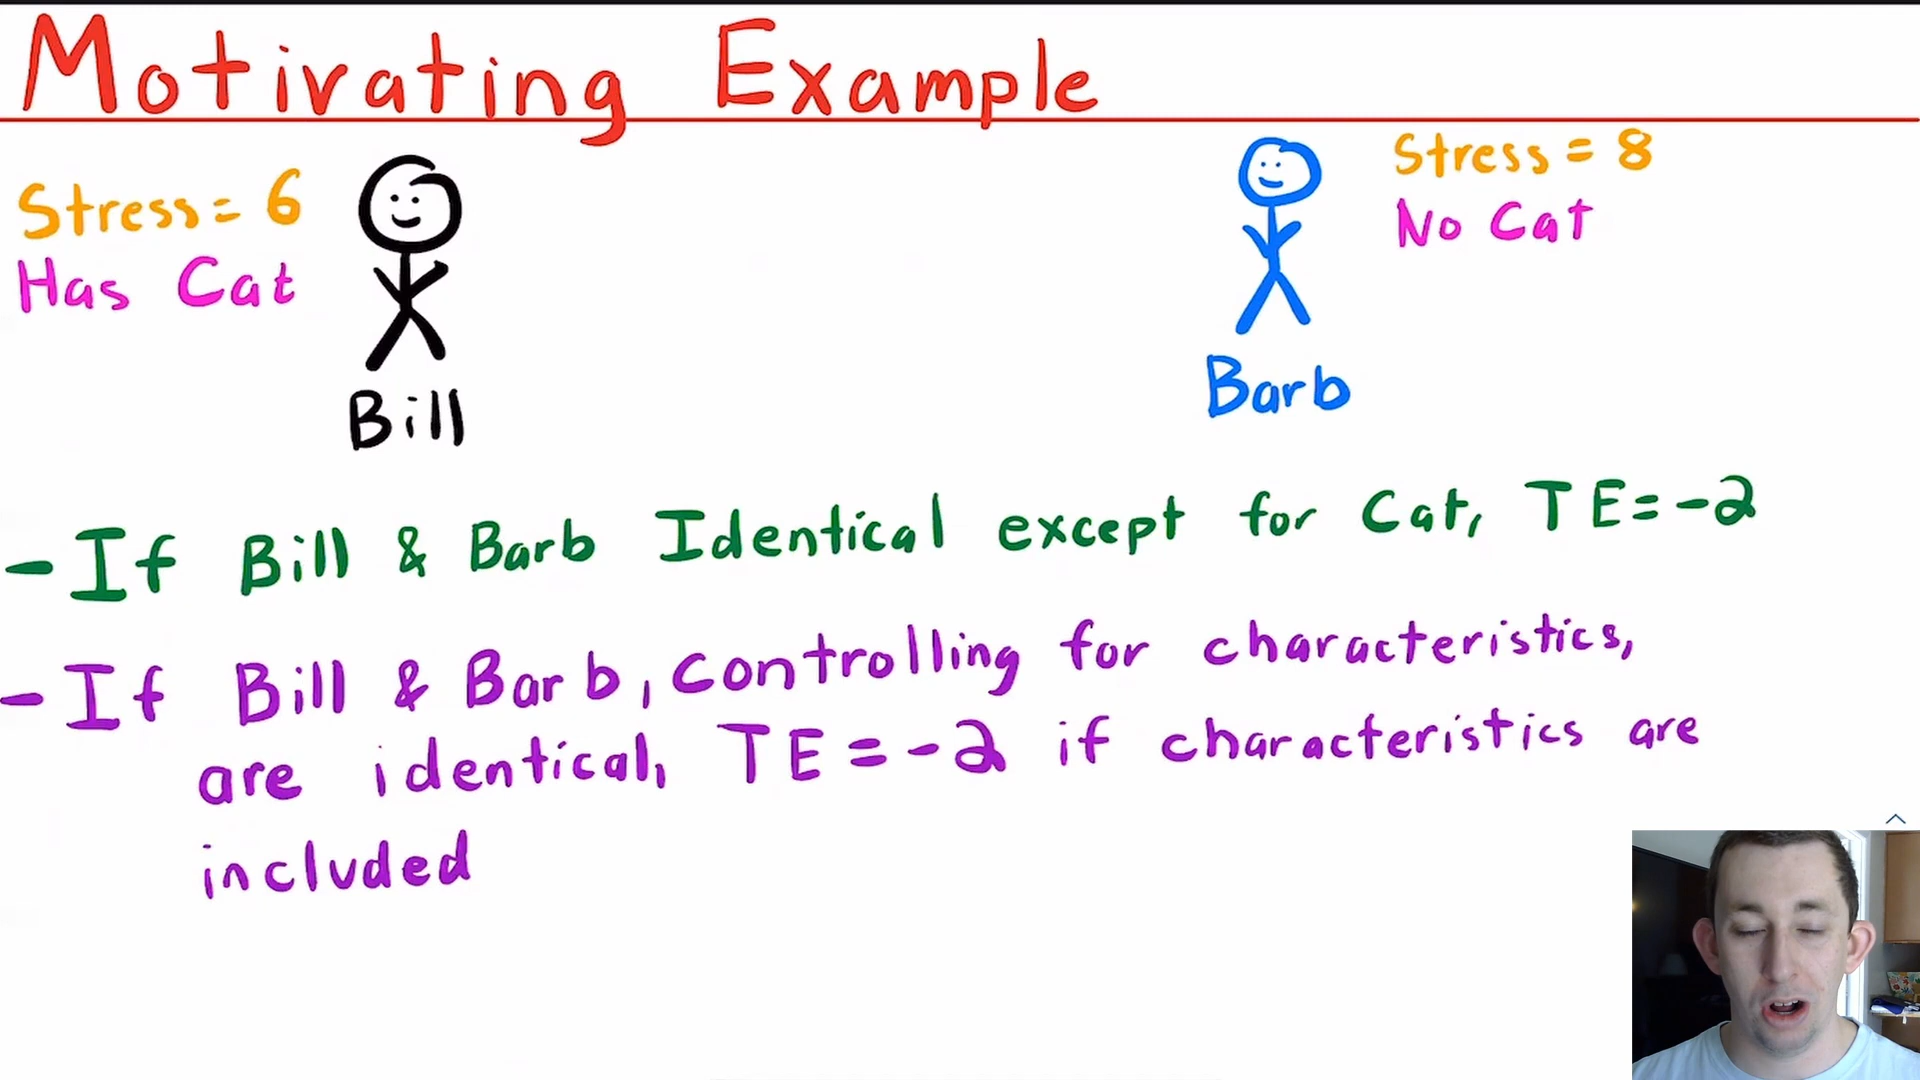 Motivating Example
Stress = 6
Has Cat
Bill
Stress = 8
No Cat
Barb
- If Bill & Barb Identical except for Cat, TE = -2
- If Bill & Barb, controlling for characteristics,
are identical, TE = -2 if characteristics are
included